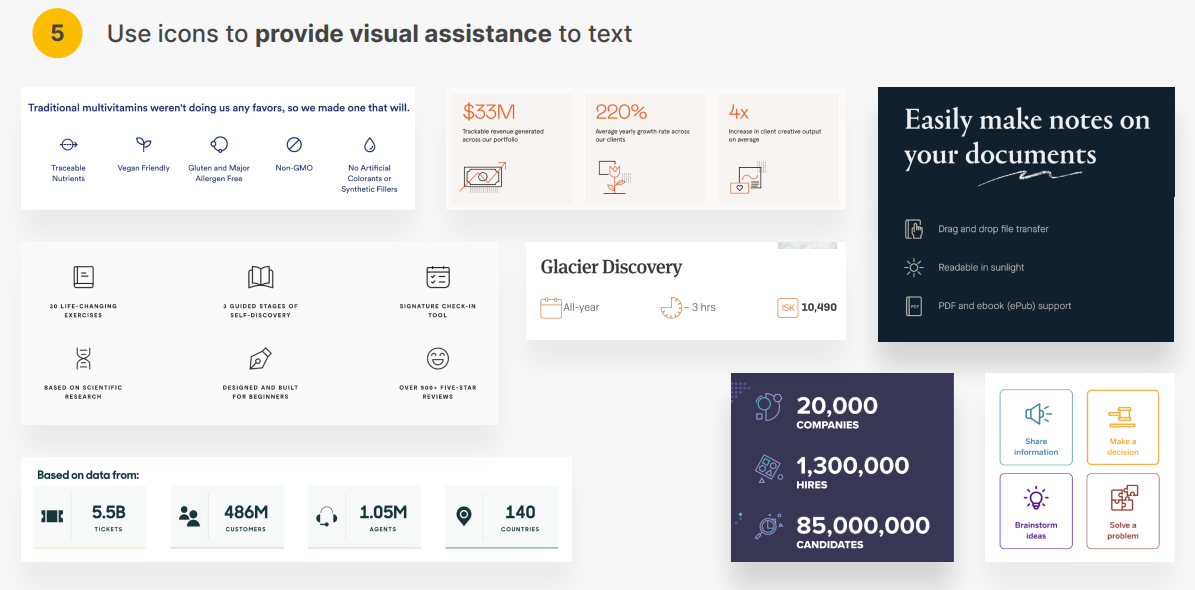 5
Use icons to provide visual assistance to text
Traditional multivitamins weren't doing us any favors, so we made one that will.
Traceable
Nutrients
Vegan Friendly
Gluten and Major
Allergen Free
Non-GMO
No Artificial
Colorants or
Synthetic Fillers
$33M
Trackable revenue generated
across our portfolio
220%
Average yearly growth rate across
our clients
4x
Increase in client creative output
on average
Easily make notes on
your documents
Drag and drop file transfer
Readable in sunlight
PDF
PDF and ebook (ePub) support
30 LIFE-CHANGING
EXERCISES
3 GUIDED STAGES OF
SELF-DISCOVERY
SIGNATURE CHECK-IN
TOOL
BASED ON SCIENTIFIC
RESEARCH
DESIGNED AND BUILT
FOR BEGINNERS
OVER 500+ FIVE-STAR
REVIEWS
Glacier Discovery
All-year
~ 3 hrs
ISK 10,490
Based on data from:
5.5B
TICKETS
486M
CUSTOMERS
1.05M
AGENTS
140
COUNTRIES
20,000
COMPANIES
1,300,000
HIRES
85,000,000
CANDIDATES
Share
information
Make a
decision
Brainstorm
ideas
Solve a
problem